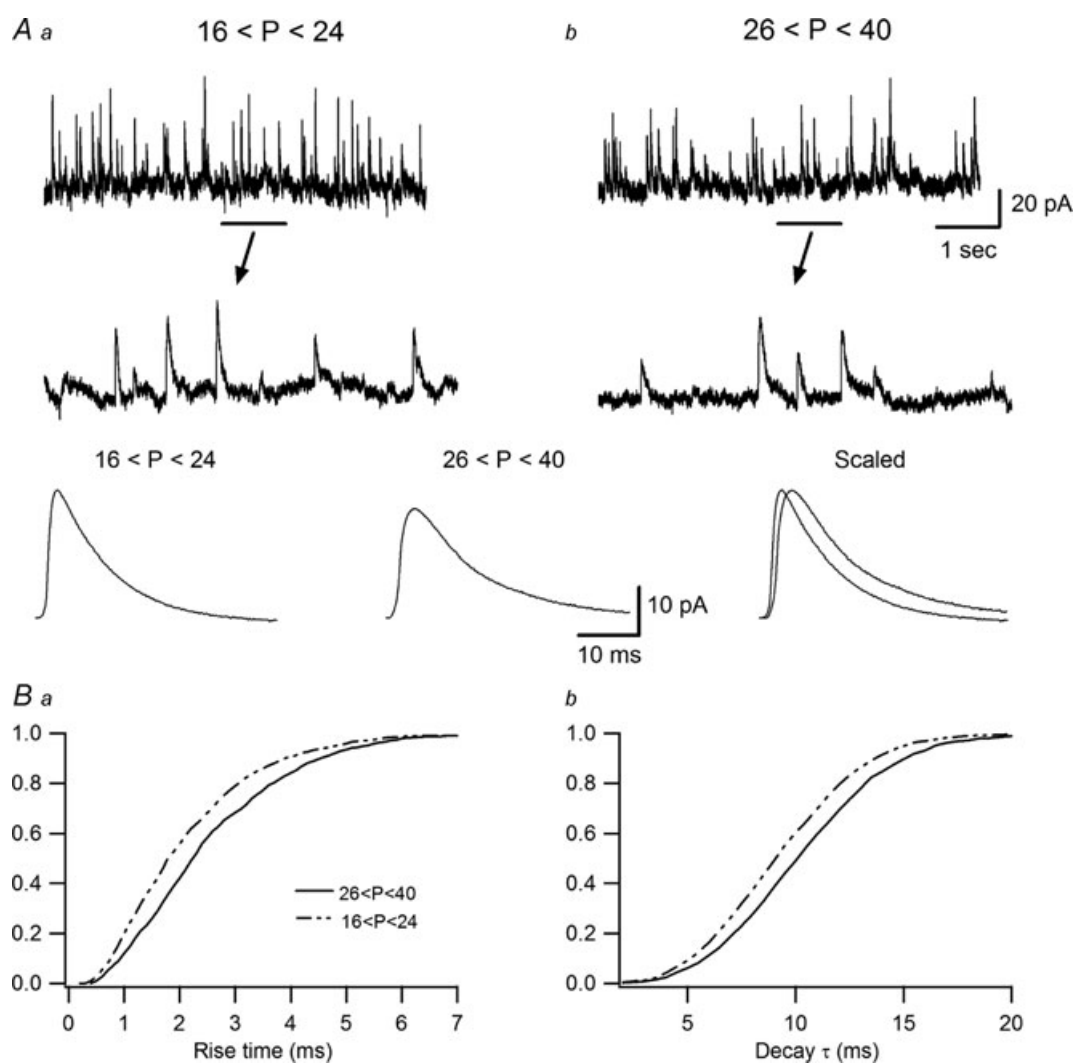 A a
16 < P < 24
b
26 < P < 40
20 pA
1 sec
16 < P < 24
26 < P < 40
Scaled
10 pA
10 ms
B a
1.0
0.8
0.6
0.4
0.2
0.0
26<P<40
16<P<24
0 1 2 3 4 5 6 7
Rise time (ms)
b
1.0
0.8
0.6
0.4
0.2
0.0
5 10 15 20
Decay τ (ms)